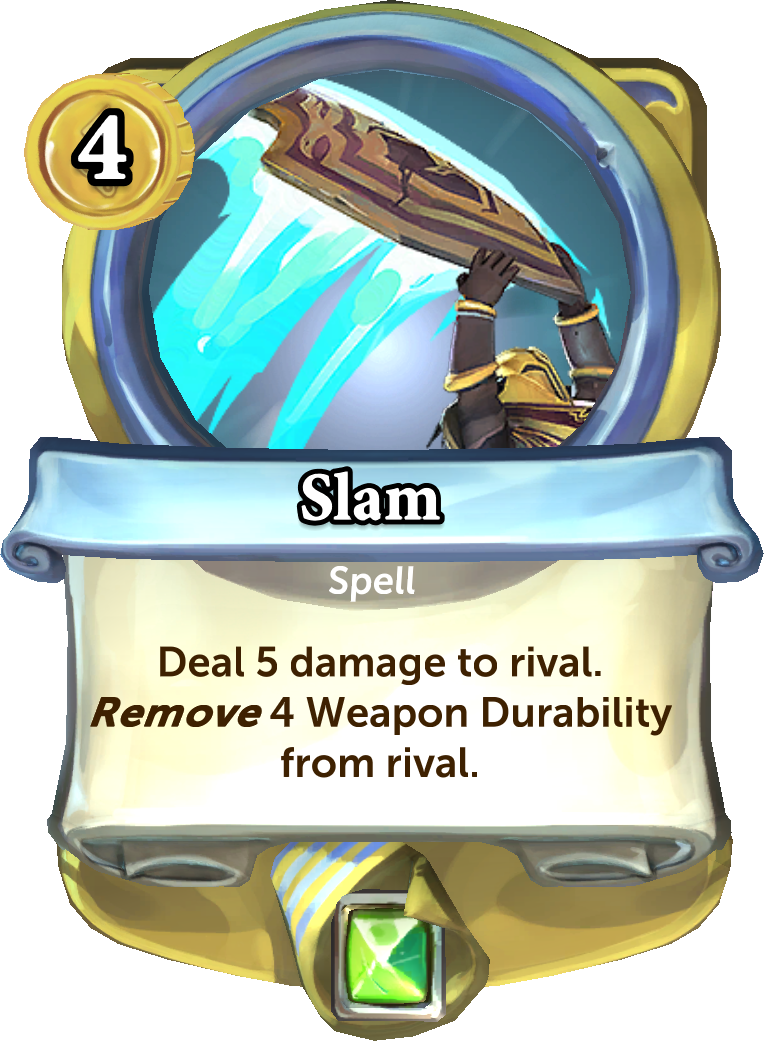 4
Slam
Spell
Deal 5 damage to rival.
Remove 4 Weapon Durability
from rival.